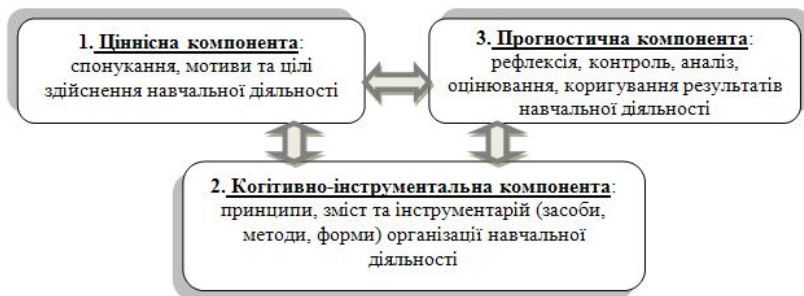 1. Ціннісна компонента:
спонукання, мотиви та цілі
здійснення навчальної діяльності
3. Прогностична компонента:
рефлексія, контроль, аналіз,
оцінювання, коригування результатів
навчальної діяльності
2. Когітивно-інструментальна компонента:
принципи, зміст та інструментарій (засоби,
методи, форми) організації навчальної
діяльності